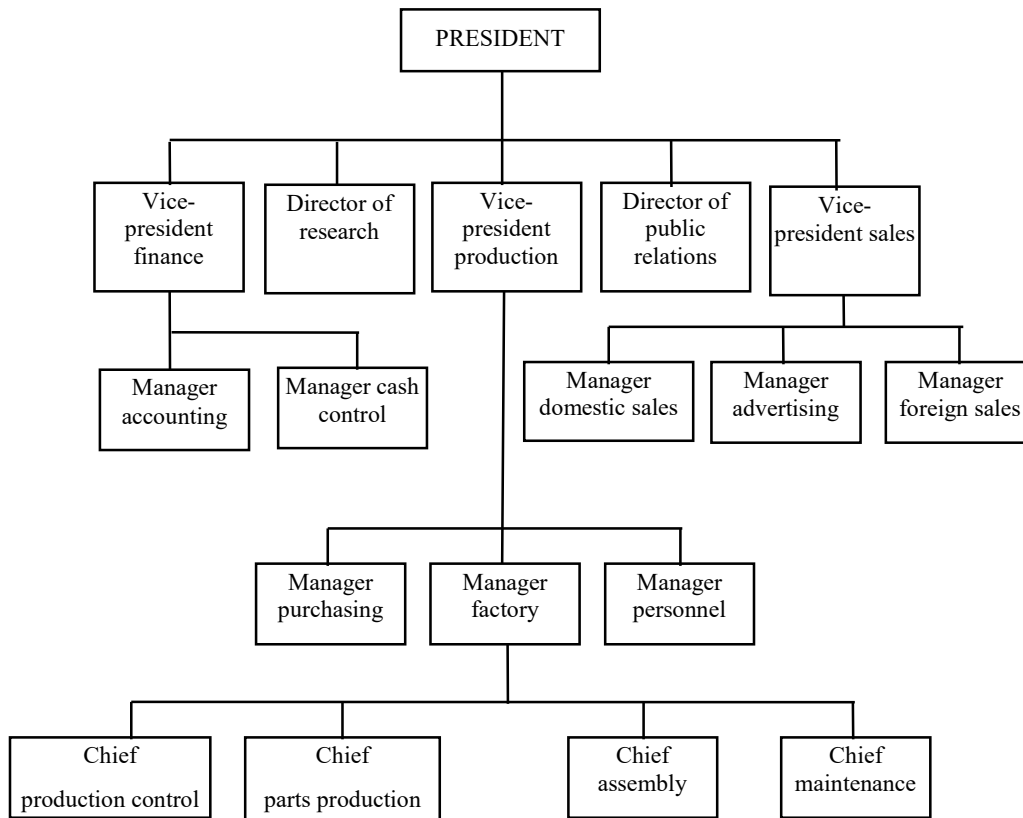 PRESIDENT
Vice-
president
finance
Director of
research
Vice-
president
production
Director of
public
relations
Vice-
president sales
Manager
accounting
Manager cash
control
Manager
domestic sales
Manager
advertising
Manager
foreign sales
Manager
purchasing
Manager
factory
Manager
personnel
Chief
production control
Chief
parts production
Chief
assembly
Chief
maintenance